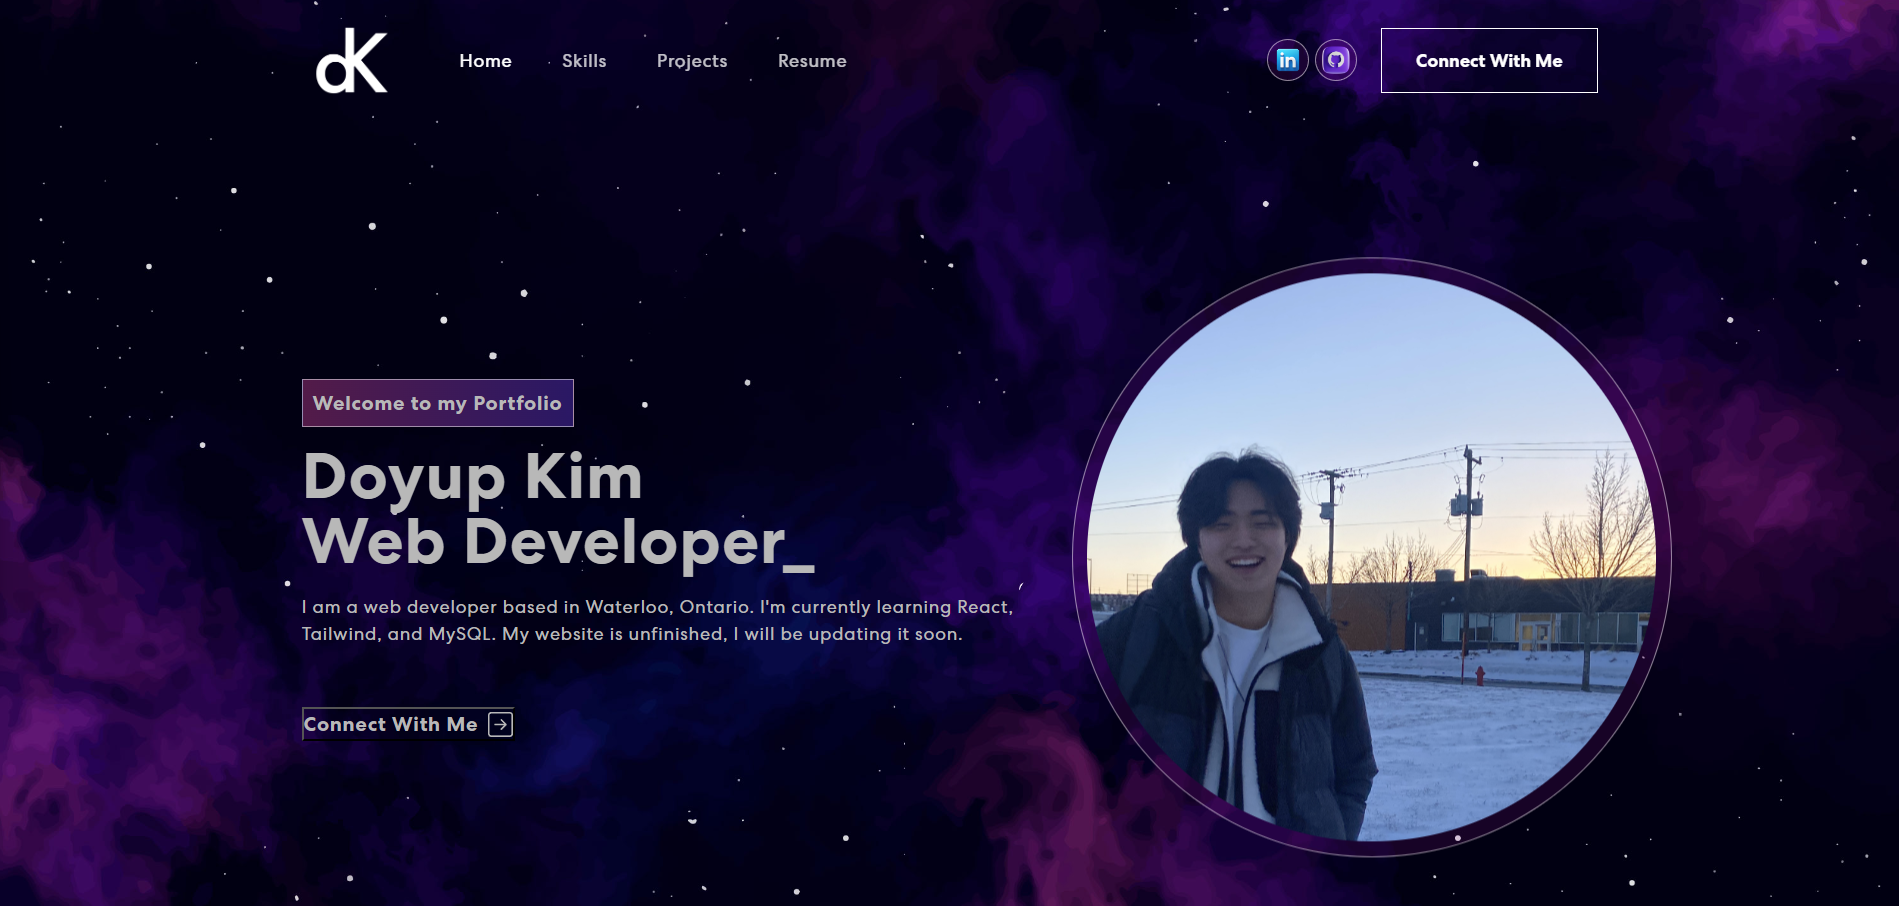 dK
Home Skills Projects Resume
in
Connect With Me
Welcome to my Portfolio
Doyup Kim
Web Developer_
I am a web developer based in Waterloo, Ontario. I'm currently learning React,
Tailwind, and MySQL. My website is unfinished, I will be updating it soon.
Connect With Me